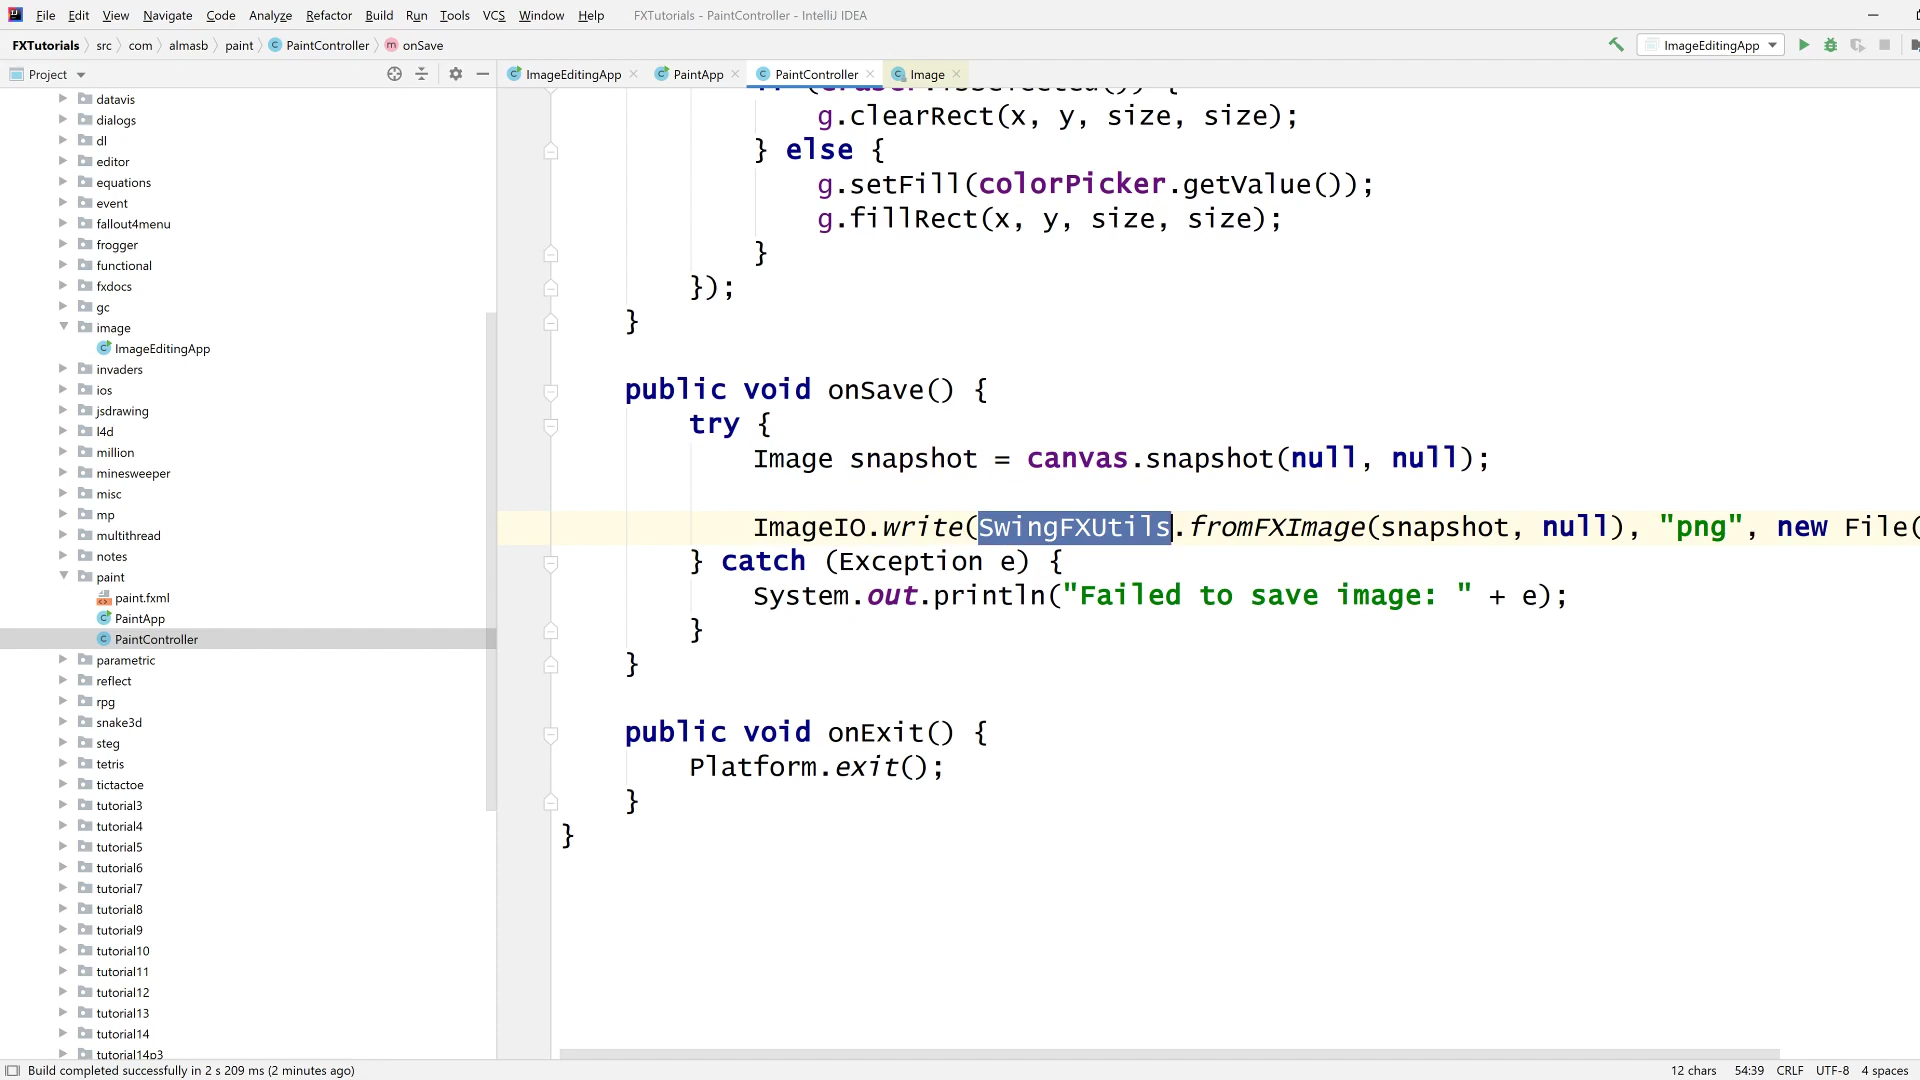 File Edit View Navigate Code Analyze Refactor Build Run Tools VCS Window Help FXTutorials - PaintController - IntelliJ IDEA
FXTutorials src com almasb paint PaintController onSave ImageEditingApp
Project ImageEditingApp PaintApp PaintController Image
datavis
dialogs
dl
editor
equations
event
fallout4menu
frogger
functional
fxdocs
gc
image
ImageEditingApp
invaders
ios
jsdrawing
l4d
million
minesweeper
misc
mp
multithread
notes
paint
paint.fxml
PaintApp
PaintController
parametric
reflect
rpg
snake3d
steg
tetris
tictactoe
tutorial3
tutorial4
tutorial5
tutorial6
tutorial7
tutorial8
tutorial9
tutorial10
tutorial11
tutorial12
tutorial13
tutorial14
tutorial14p3
g.clearRect(x, y, size, size);
} else {
g.setFill(colorPicker.getValue());
g.fillRect(x, y, size, size);
}
});
}
public void onSave() {
try {
Image snapshot = canvas.snapshot(null, null);
ImageIO.write(SwingFXUtils.fromFXImage(snapshot, null), "png", new File(
} catch (Exception e) {
System.out.println("Failed to save image: " + e);
}
}
public void onExit() {
Platform.exit();
}
}
Build completed successfully in 2 s 209 ms (2 minutes ago) 12 chars 54:39 CRLF UTF-8 4 spaces